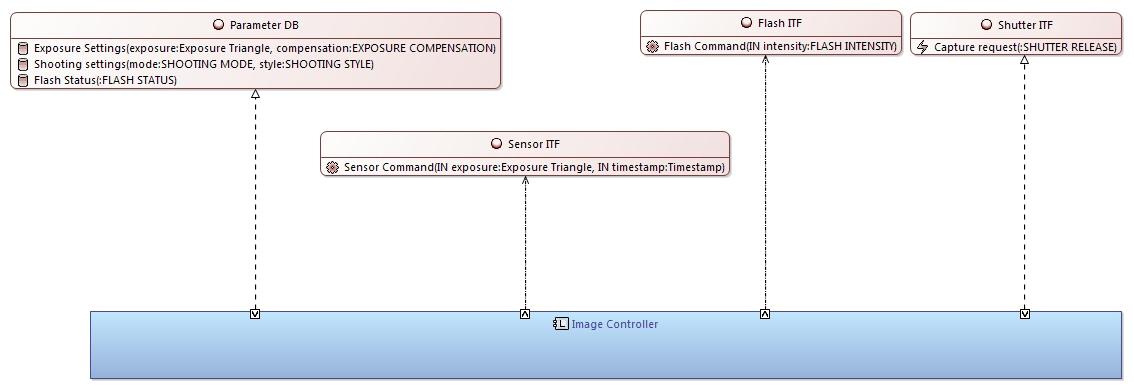 Parameter DB
Exposure Settings(exposure:Exposure Triangle, compensation:EXPOSURE COMPENSATION)
Shooting settings(mode:SHOOTING MODE, style:SHOOTING STYLE)
Flash Status(:FLASH STATUS)
Flash ITF
Flash Command(IN intensity:FLASH INTENSITY)
Shutter ITF
Capture request(:SHUTTER RELEASE)
Sensor ITF
Sensor Command(IN exposure:Exposure Triangle, IN timestamp:Timestamp)
L Image Controller